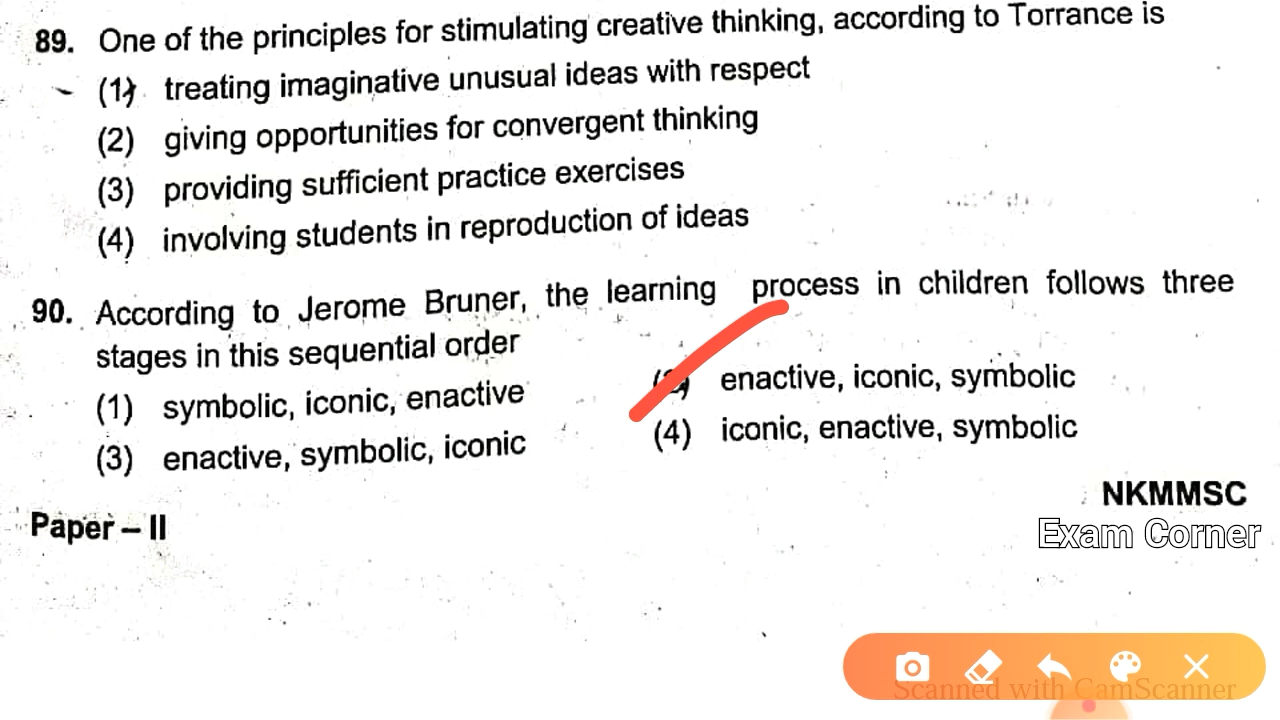 89. One of the principles for stimulating creative thinking, according to Torrance is
(1) treating imaginative unusual ideas with respect
(2) giving opportunities for convergent thinking
(3) providing sufficient practice exercises
(4) involving students in reproduction of ideas
90. According to Jerome Bruner, the learning process in children follows three
stages in this sequential order
(1) symbolic, iconic, enactive
(2) enactive, iconic, symbolic
(3) enactive, symbolic, iconic
(4) iconic, enactive, symbolic
NKMMSC
Paper – II
Exam Corner
Scanned with CamScanner